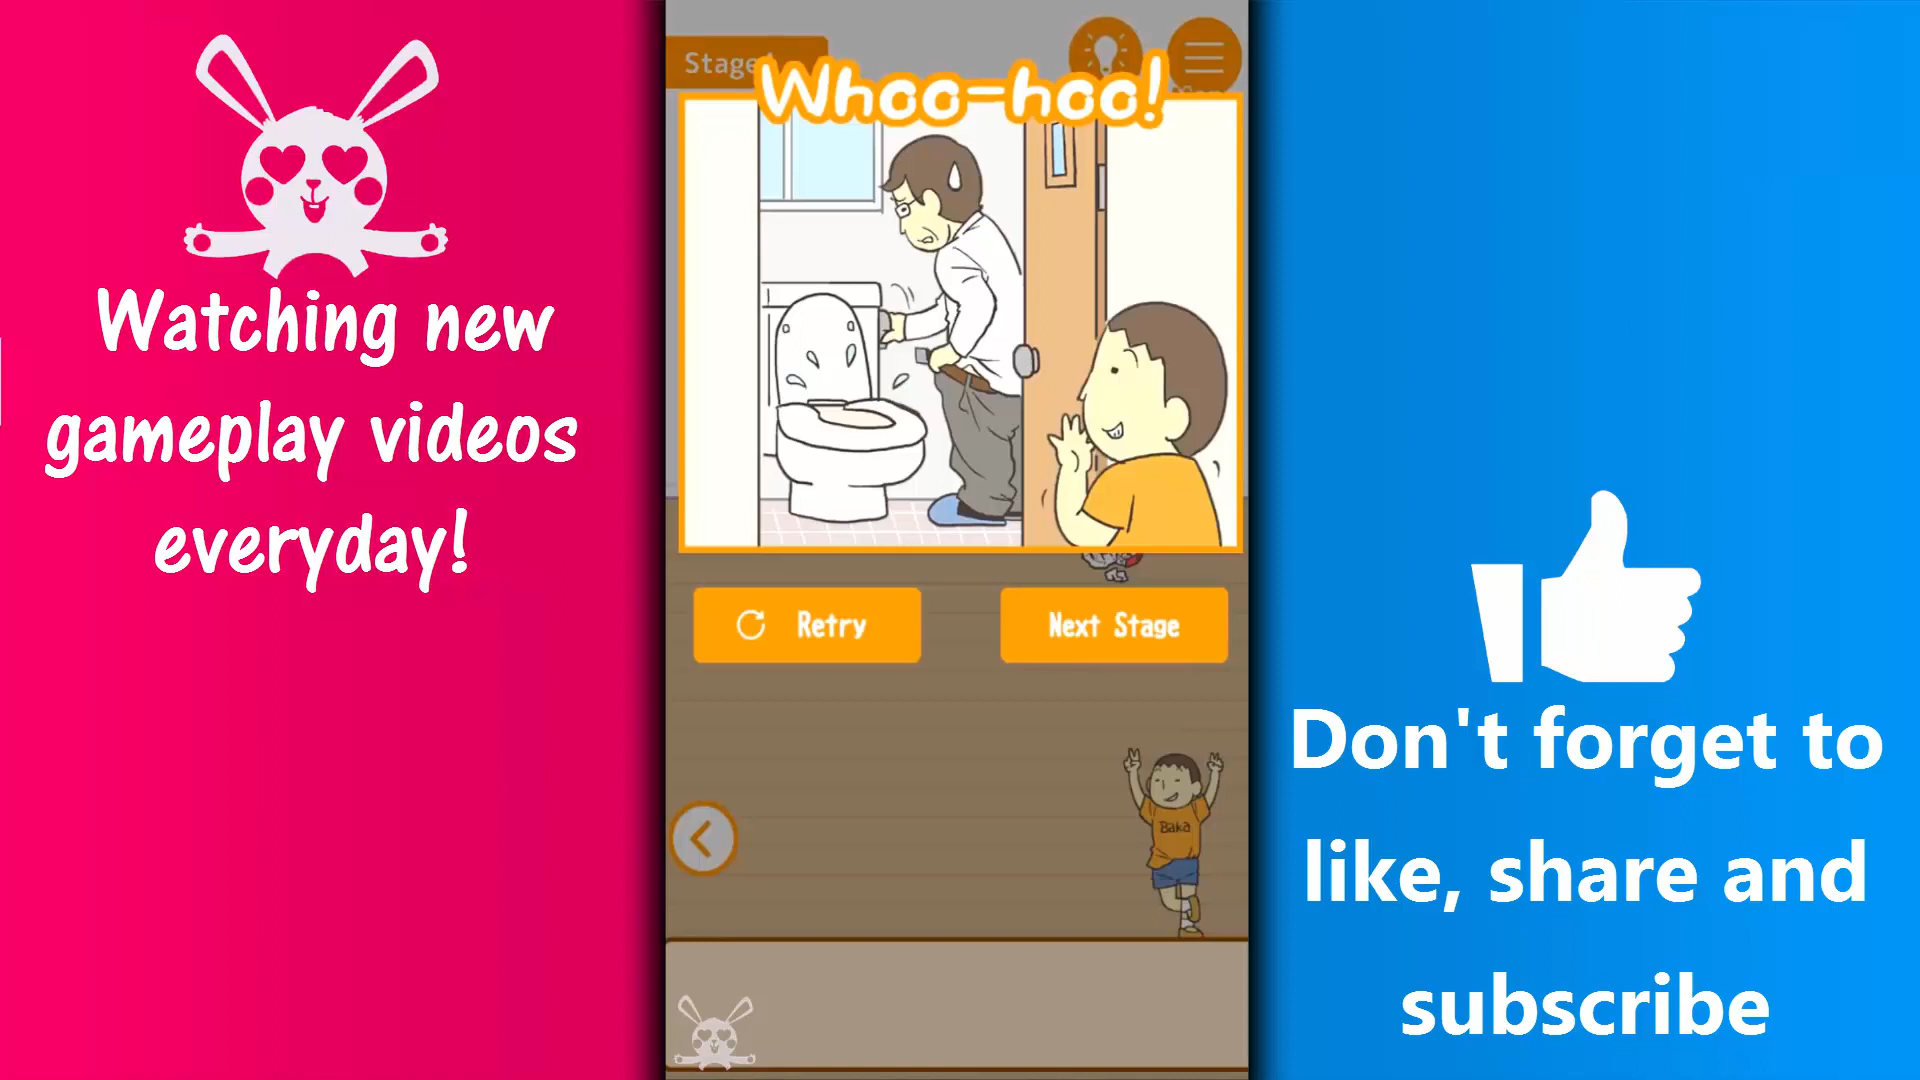 Watching new
gameplay videos
everyday!
Stage
Whoo-hoo!
Retry
Next Stage
Baka
Don't forget to
like, share and
subscribe